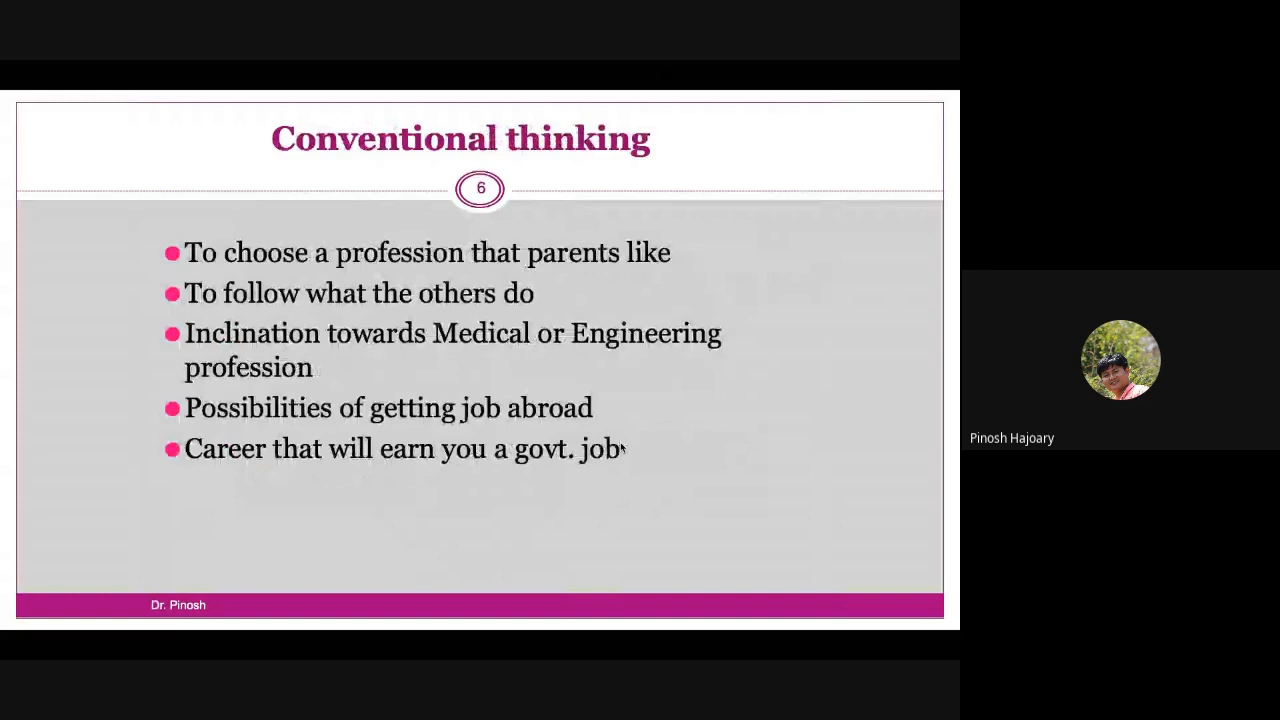 Conventional thinking
6
To choose a profession that parents like
To follow what the others do
Inclination towards Medical or Engineering
profession
Possibilities of getting job abroad
Career that will earn you a govt. job
Dr. Pinosh
Pinosh Hajoary